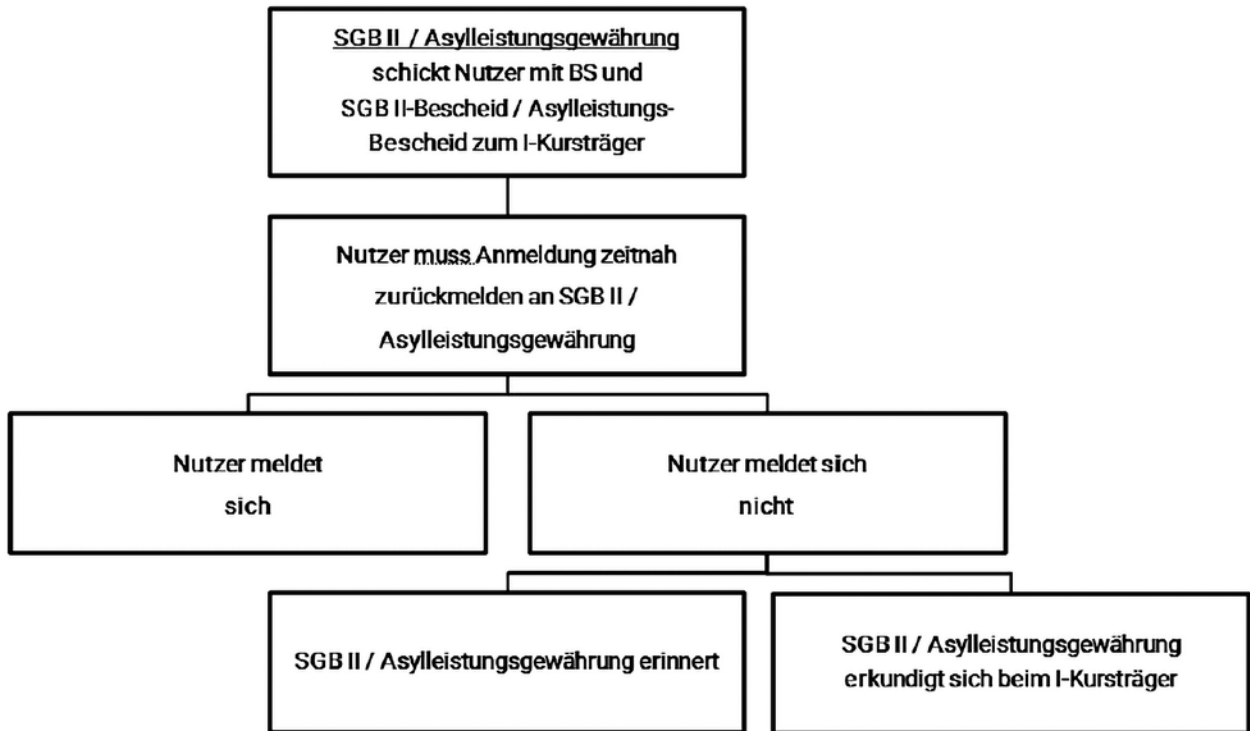 SGB II / Asylleistungsgewährung
schickt Nutzer mit BS und
SGB II-Bescheid / Asylleistungs-
Bescheid zum I-Kursträger
Nutzer muss Anmeldung zeitnah
zurückmelden an SGB II /
Asylleistungsgewährung
Nutzer meldet
sich
Nutzer meldet sich
nicht
SGB II / Asylleistungsgewährung erinnert
SGB II / Asylleistungsgewährung
erkundigt sich beim I-Kursträger